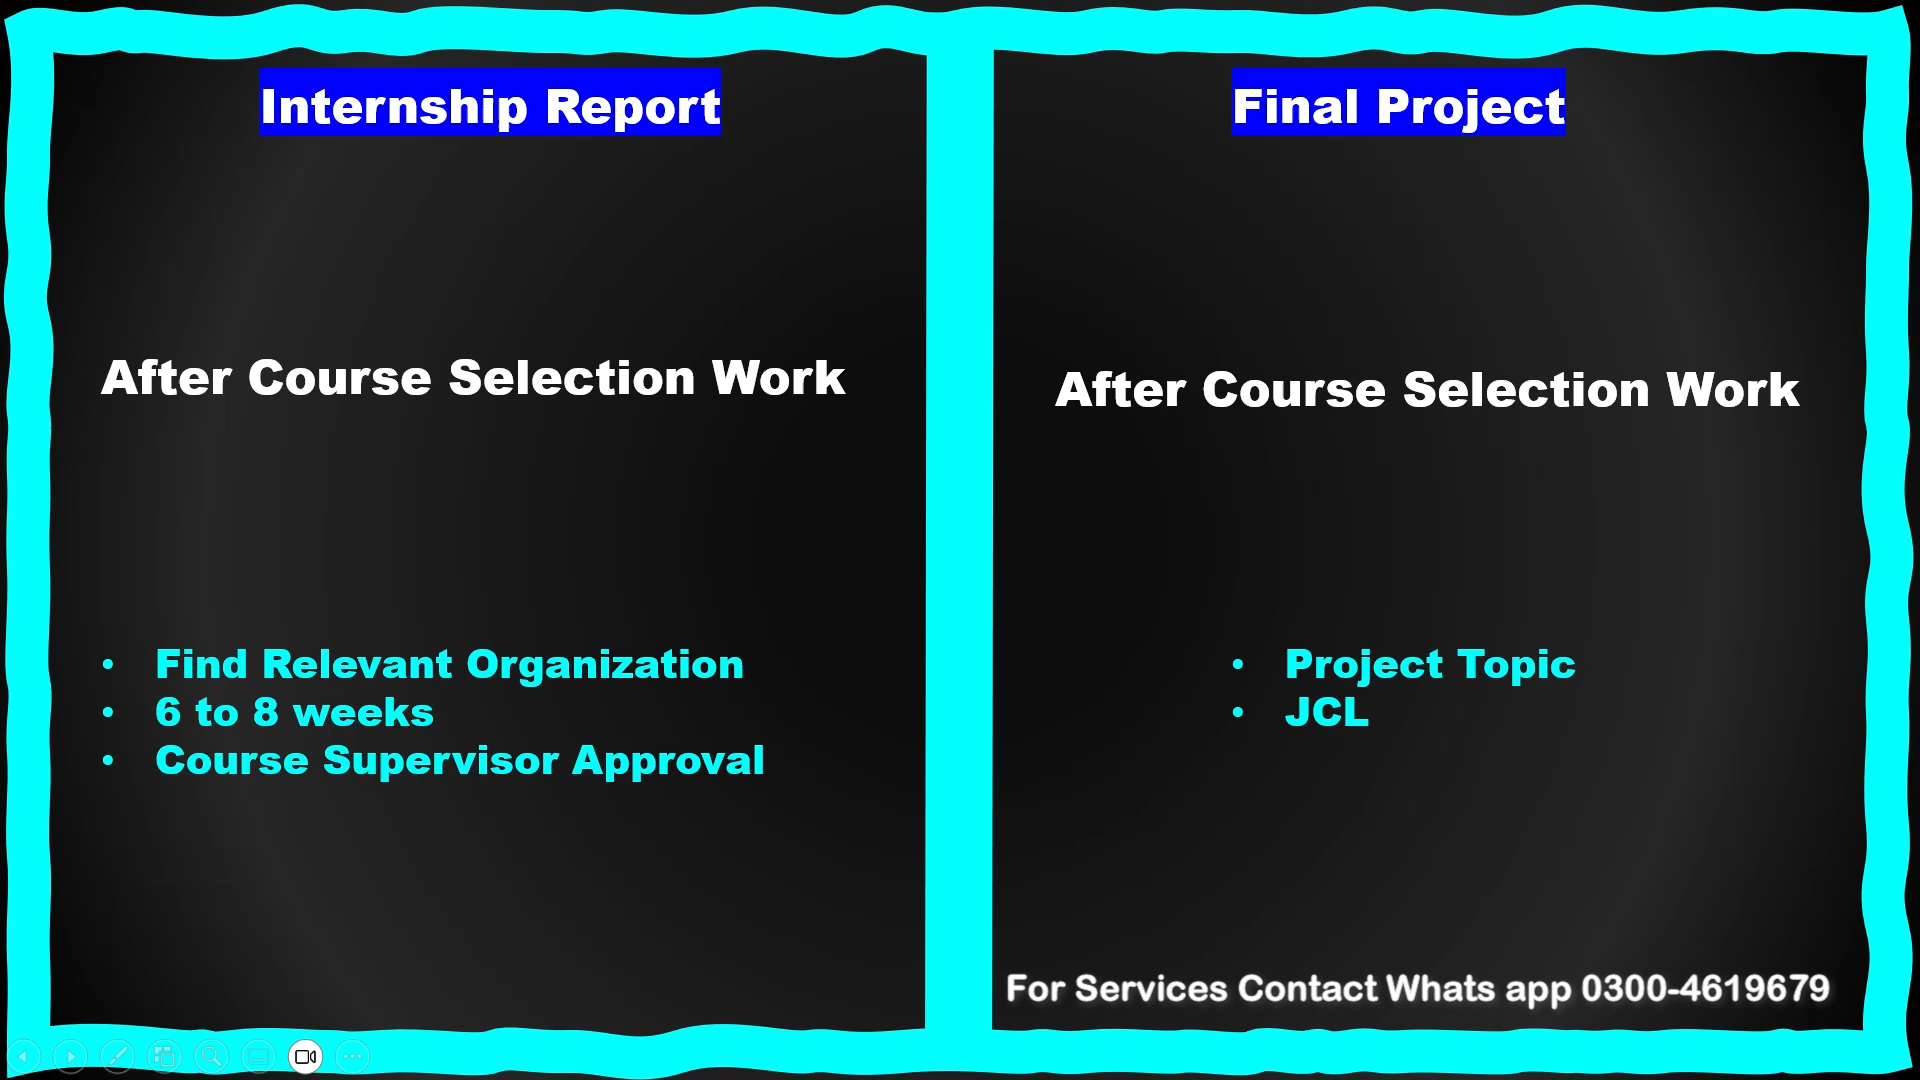 Internship Report
After Course Selection Work
• Find Relevant Organization
• 6 to 8 weeks
• Course Supervisor Approval
Final Project
After Course Selection Work
• Project Topic
• JCL
For Services Contact Whats app 0300-4619679